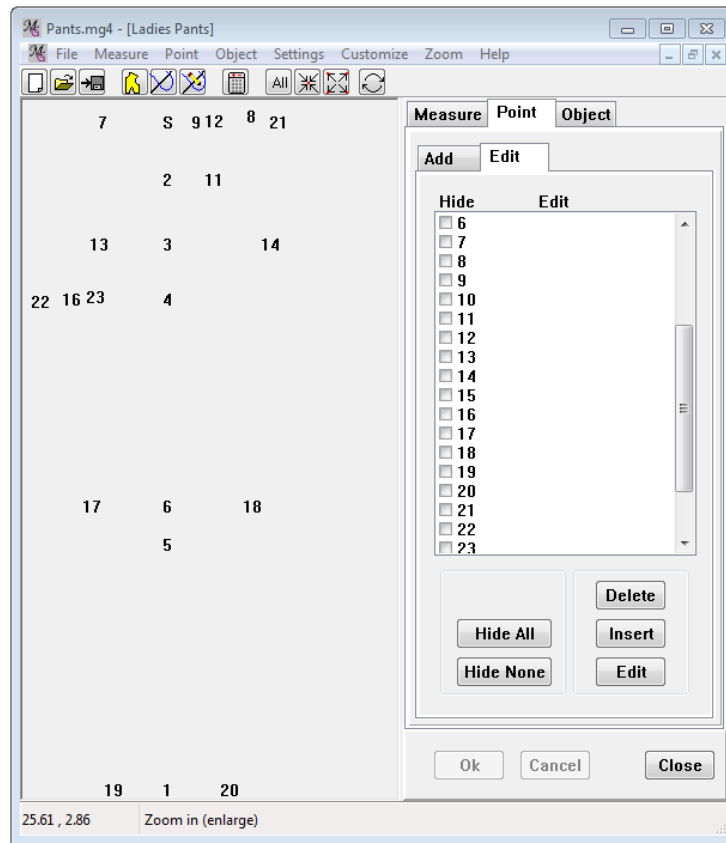 Pants.mg4 - [Ladies Pants]
File Measure Point Object Settings Customize Zoom Help
All
7 S 9 12 8 21
2 11
13 3 14
22 16 23 4
17 6 18
5
19 1 20
Measure Point Object
Add Edit
Hide Edit
6
7
8
9
10
11
12
13
14
15
16
17
18
19
20
21
22
23
Delete
Hide All Insert
Hide None Edit
Ok Cancel Close
25.61 , 2.86 Zoom in (enlarge)